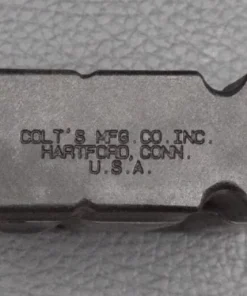 COLT'S MFG.CO.INC.
HARTFORD, CONN.
U.S.A.